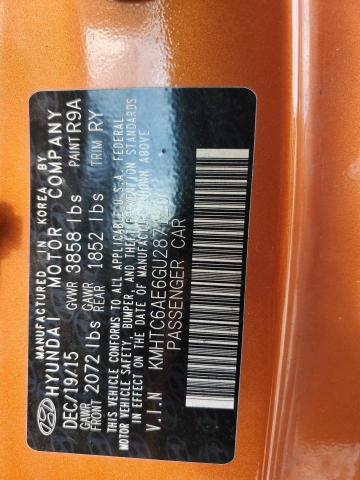 MANUFACTURED IN KOREA BY
HYUNDAI MOTOR COMPANY
DEC/19/15 GVWR 3858 lbs PAINT R9A
GAWR FRONT 2072 lbs GAWR REAR 1852 lbs TRIM RY
THIS VEHICLE CONFORMS TO ALL APPLICABLE U.S.A. FEDERAL
MOTOR VEHICLE SAFETY, BUMPER, AND THEFT PREVENTION STANDARDS
IN EFFECT ON THE DATE OF MANUFACTURE SHOWN ABOVE
V.I.N KMHTC6AE6GU287
PASSENGER CAR